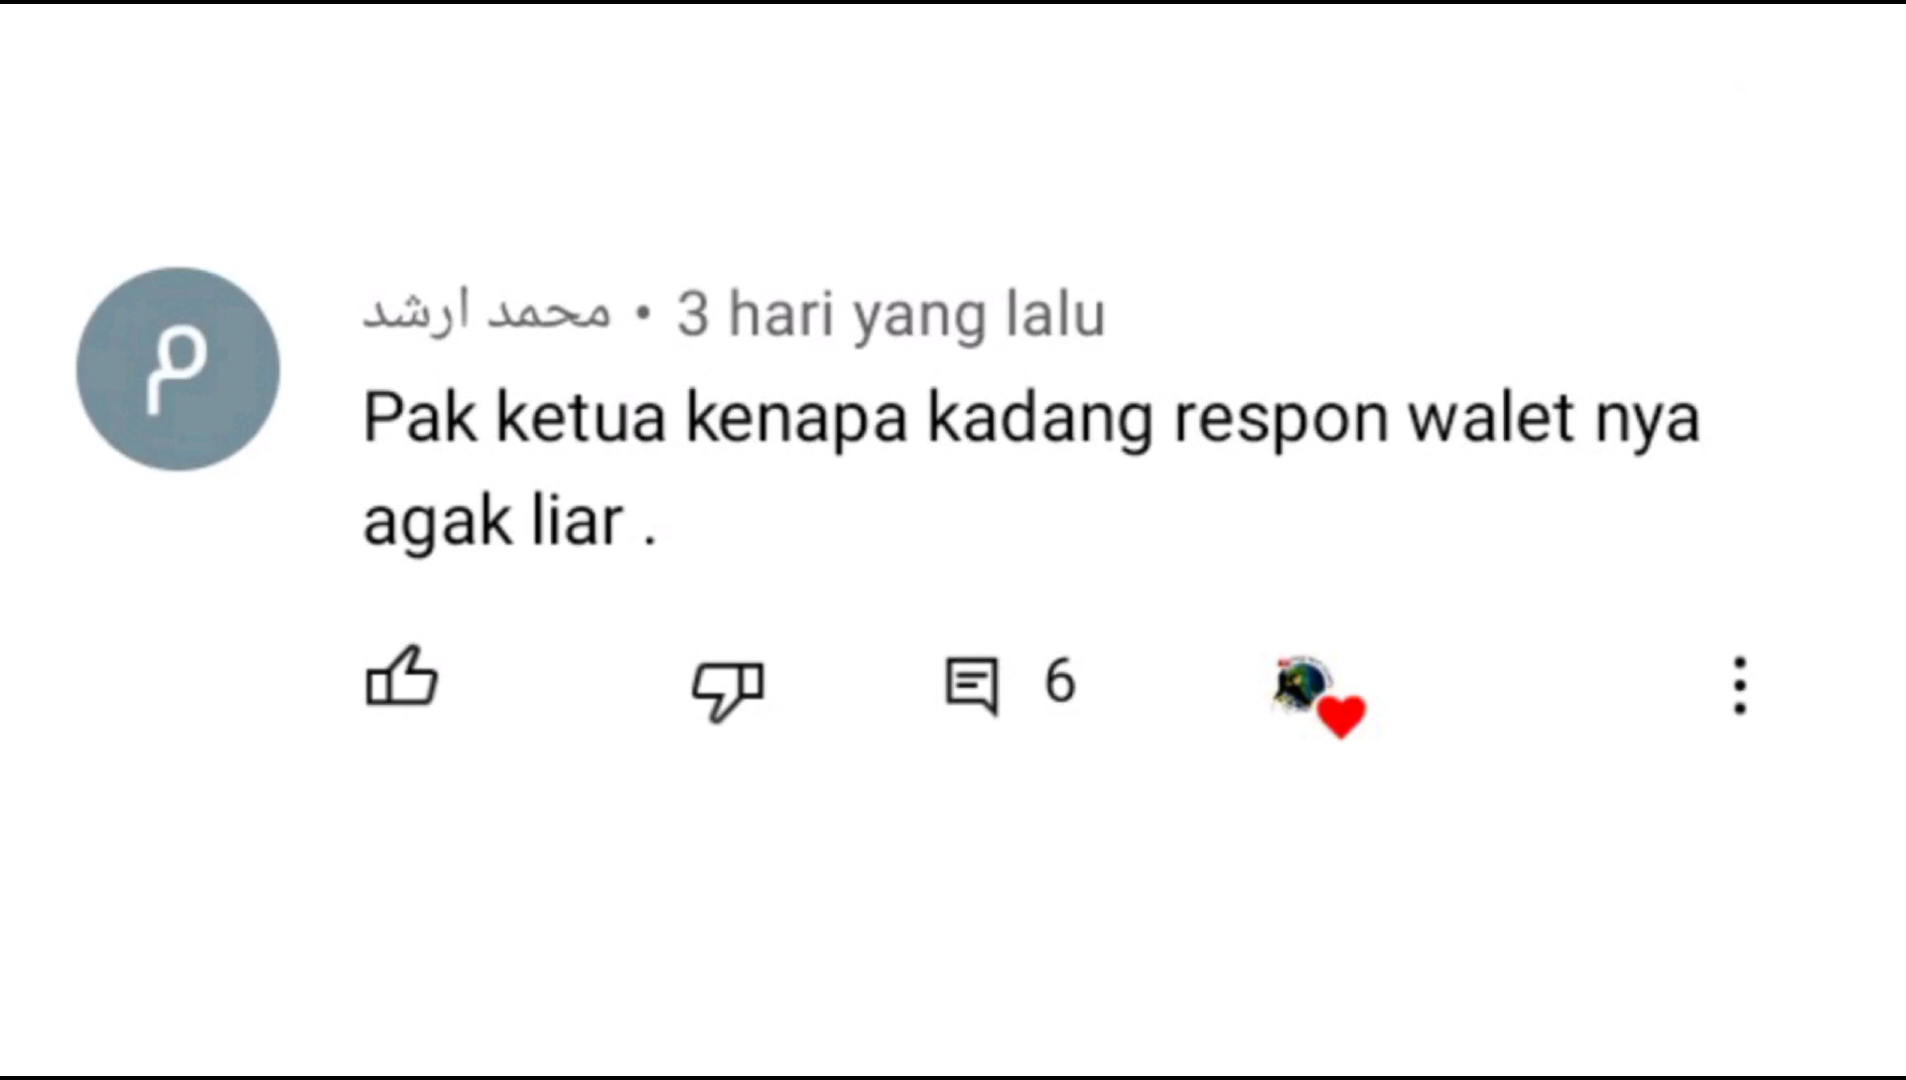 محمد ارشد • 3 hari yang lalu
م
Pak ketua kenapa kadang respon walet nya
agak liar .
6